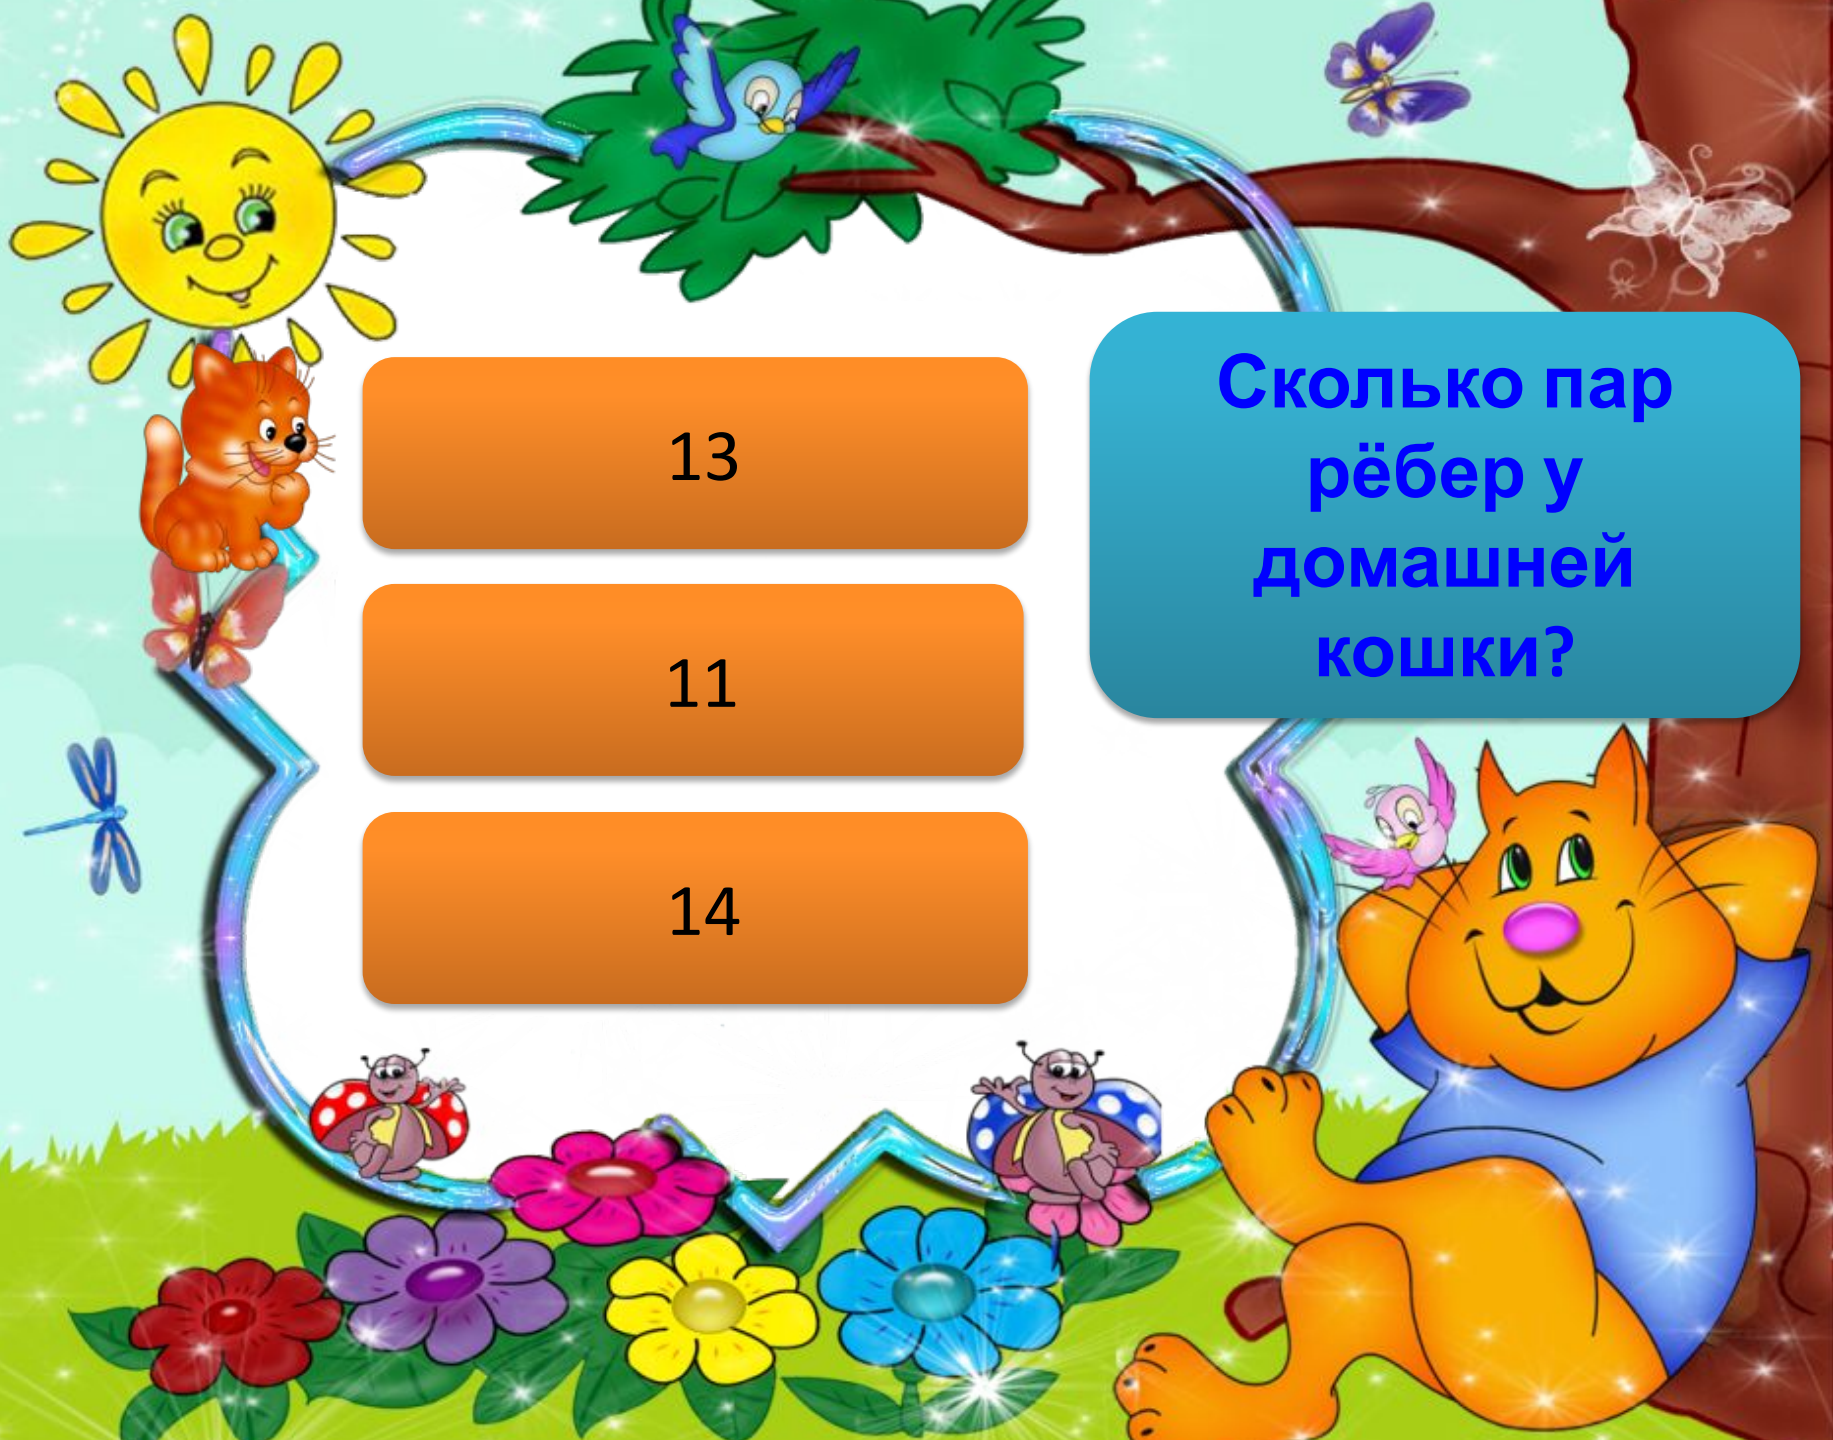 13
11
14
Сколько пар
рёбер у
домашней
кошки?